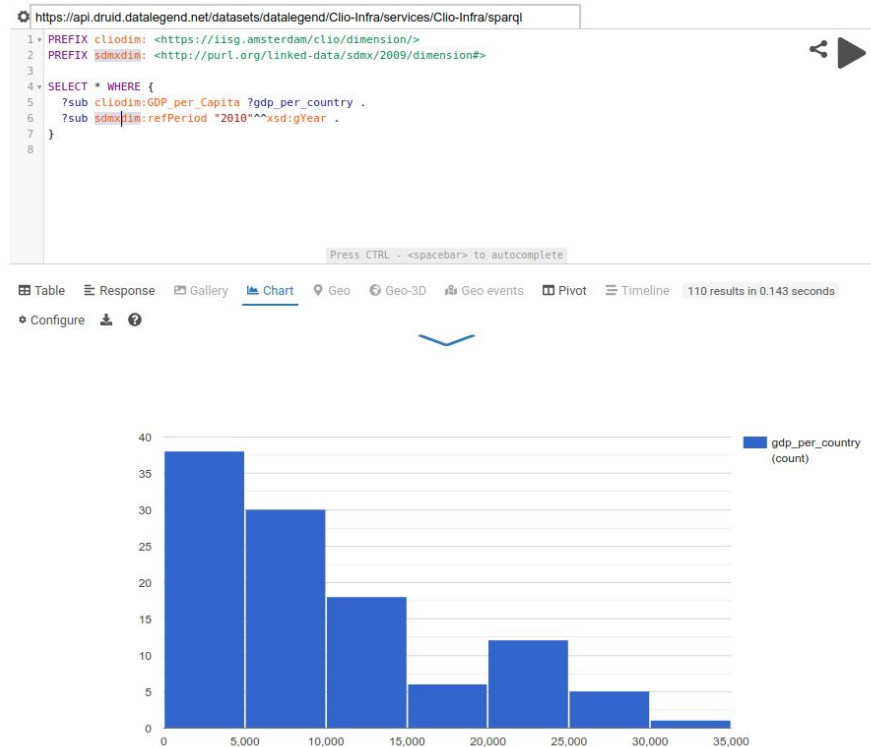 https://api.druid.datalegend.net/datasets/datalegend/Clio-Infra/services/Clio-Infra/sparql
1 PREFIX cliodim: <https://iisg.amsterdam/clio/dimension/>
2 PREFIX sdmxdim: <http://purl.org/linked-data/sdmx/2009/dimension#>
3
4 SELECT * WHERE {
5 ?sub cliodim:GDP_per_Capita ?gdp_per_country .
6 ?sub sdmxdim:refPeriod "2010"^^xsd:gYear .
7 }
8
Press CTRL - <spacebar> to autocomplete
Table Response Gallery Chart Geo Geo-3D Geo events Pivot Timeline 110 results in 0.143 seconds
Configure
40
35
30
25
20
15
10
5
0
gdp_per_country
(count)
0 5,000 10,000 15,000 20,000 25,000 30,000 35,000